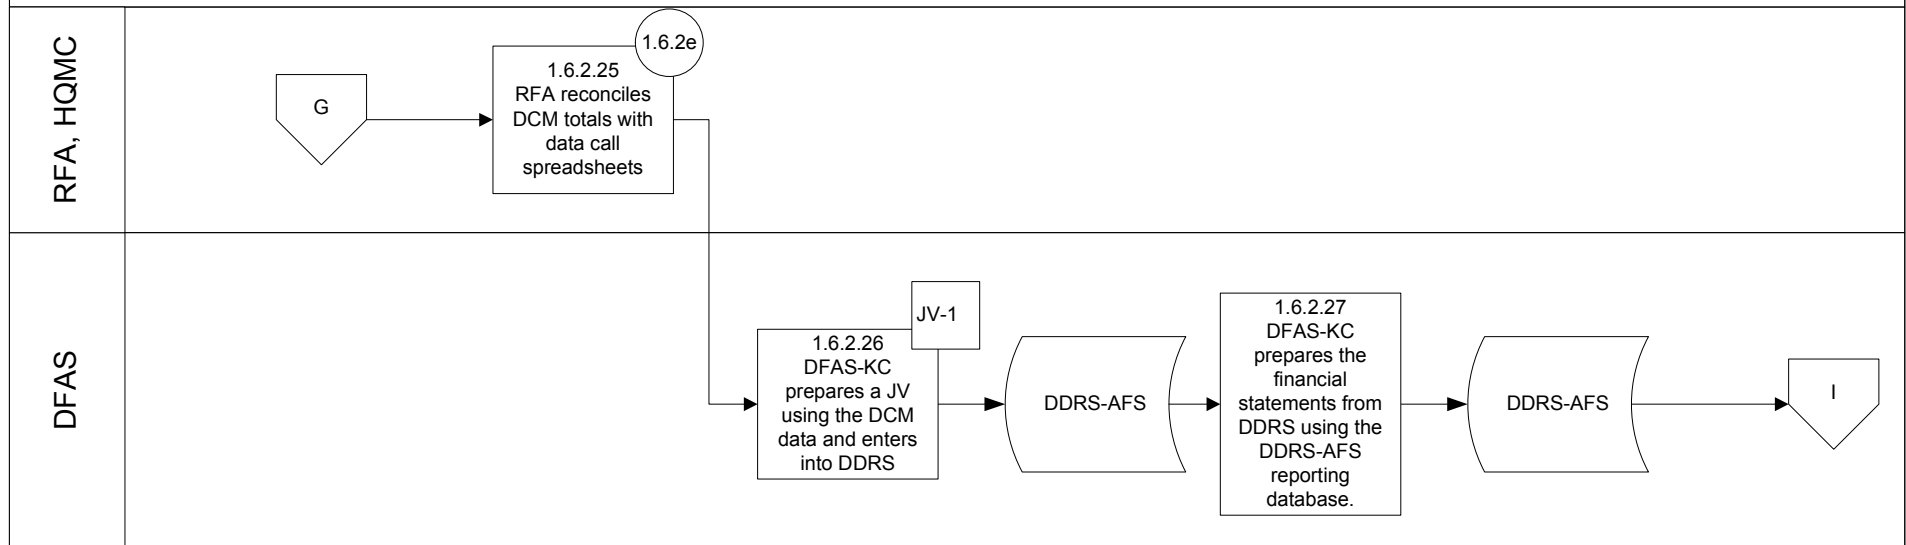 RFA, HQMC
G
1.6.2e
1.6.2.25
RFA reconciles
DCM totals with
data call
spreadsheets
DFAS
JV-1
1.6.2.26
DFAS-KC
prepares a JV
using the DCM
data and enters
into DDRS
DDRS-AFS
1.6.2.27
DFAS-KC
prepares the
financial
statements from
DDRS using the
DDRS-AFS
reporting
database.
DDRS-AFS
I